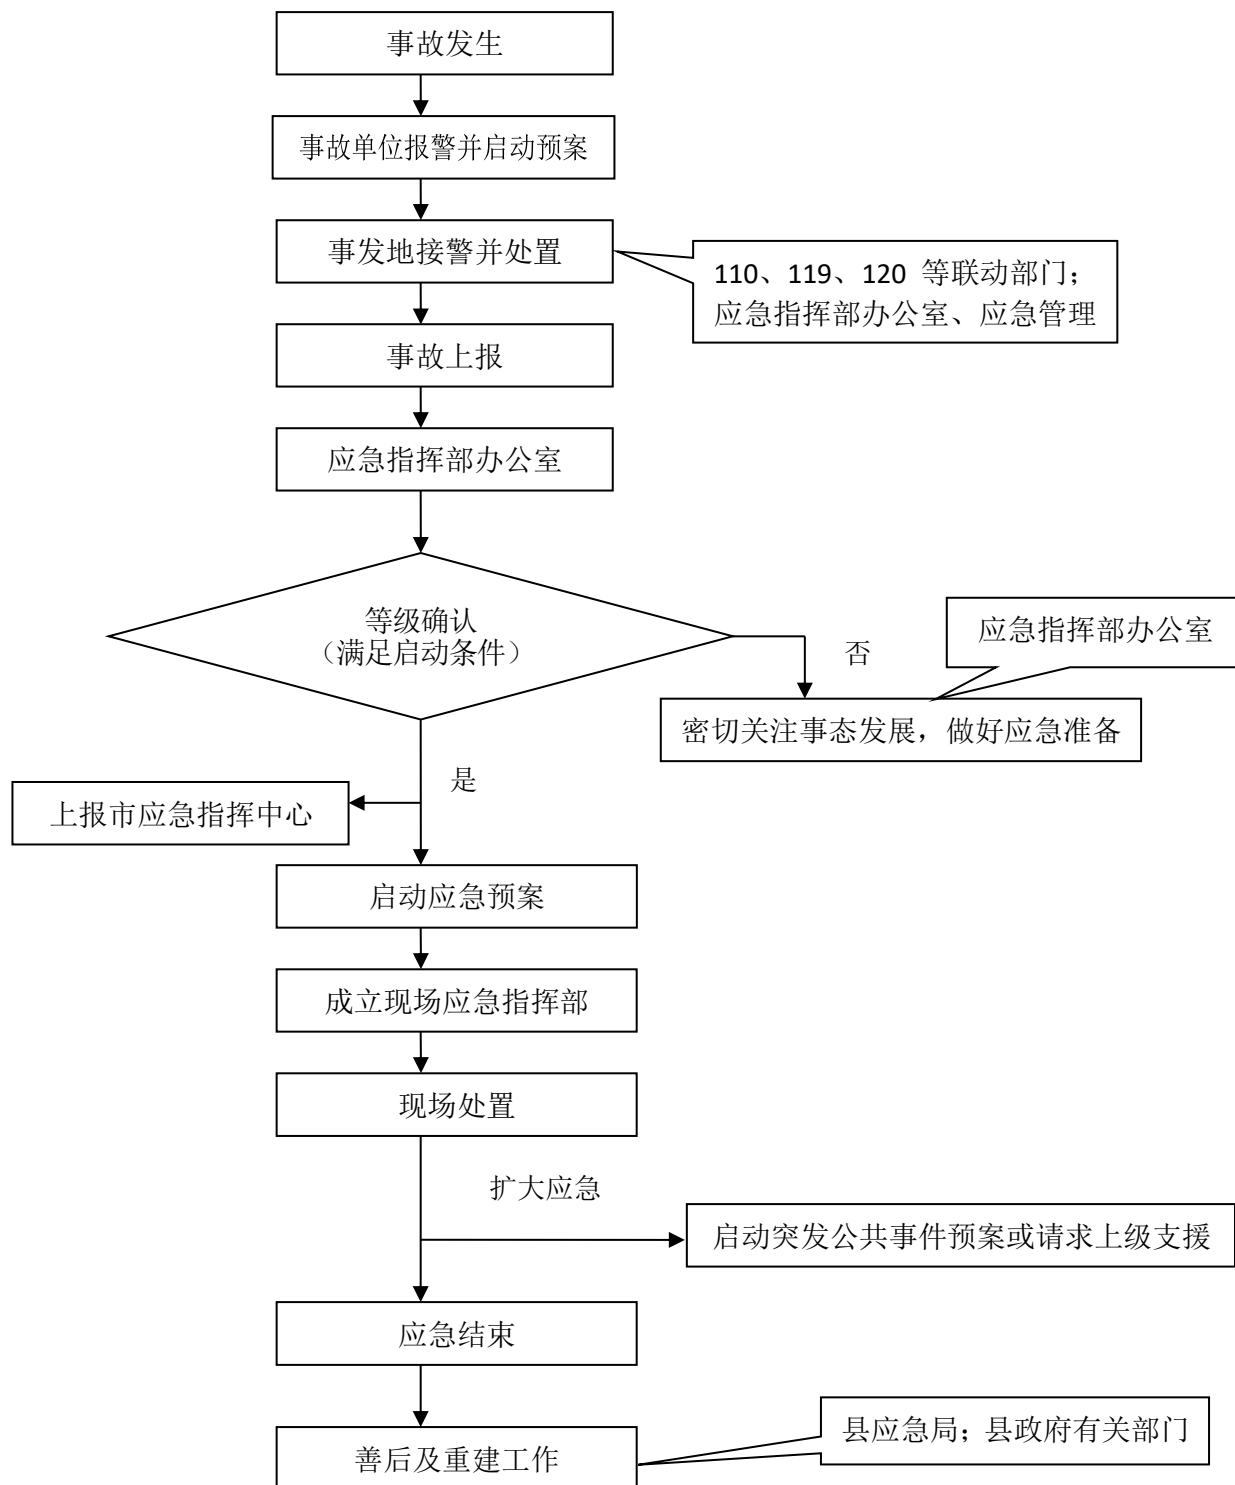 事故发生
事故单位报警并启动预案
事发地接警并处置
110、119、120 等联动部门；
应急指挥部办公室、应急管理
事故上报
应急指挥部办公室
等级确认
（满足启动条件）
否
应急指挥部办公室
密切关注事态发展，做好应急准备
是
上报市应急指挥中心
启动应急预案
成立现场应急指挥部
现场处置
扩大应急
启动突发公共事件预案或请求上级支援
应急结束
县应急局；县政府有关部门
善后及重建工作